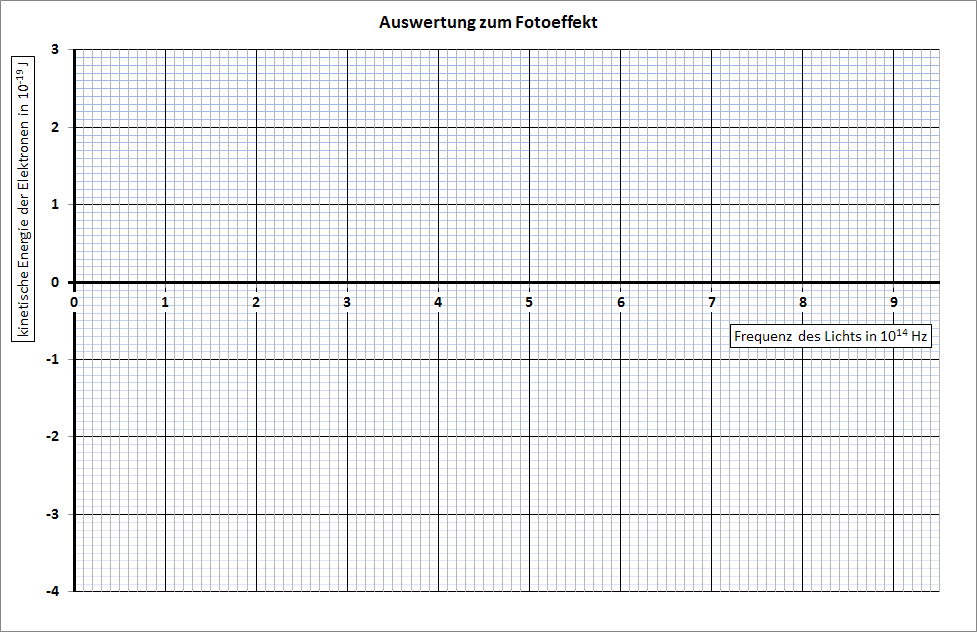 Auswertung zum Fotoeffekt
kinetische Energie der Elektronen in 10⁻¹⁹ J
3
2
1
0
0 1 2 3 4 5 6 7 8 9
Frequenz des Lichts in 10¹⁴ Hz
-1
-2
-3
-4